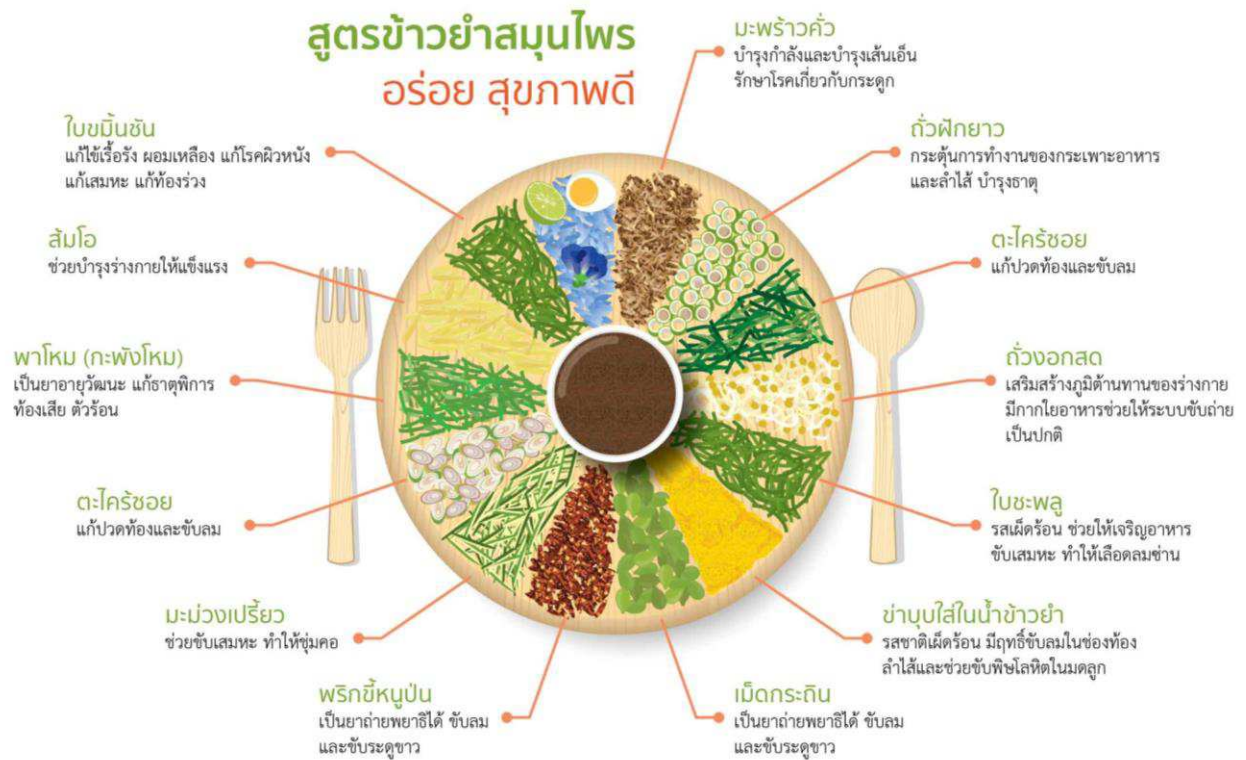 สูตรข้าวยำสมุนไพร
อร่อย สุขภาพดี
มะพร้าวคั่ว
บำรุงกำลังและบำรุงเส้นเอ็น
รักษาโรคเกี่ยวกับกระดูก
ถั่วฝักยาว
กระตุ้นการทำงานของกระเพาะอาหาร
และลำไส้ บำรุงธาตุ
ตะไคร้ซอย
แก้ปวดท้องและขับลม
ถั่วงอกสด
เสริมสร้างภูมิต้านทานของร่างกาย
มีกากใยอาหารช่วยให้ระบบขับถ่าย
เป็นปกติ
ใบชะพลู
รสเผ็ดร้อน ช่วยให้เจริญอาหาร
ขับเสมหะ ทำให้เลือดลมซ่าน
ข่าบุบใส่ในน้ำข้าวยำ
รสชาติเผ็ดร้อน มีฤทธิ์ขับลมในช่องท้อง
ลำไส้และช่วยขับพิษโลหิตในมดลูก
เม็ดกระถิน
เป็นยาถ่ายพยาธิได้ ขับลม
และขับระดูขาว
พริกขี้หนูป่น
เป็นยาถ่ายพยาธิได้ ขับลม
และขับระดูขาว
มะม่วงเปรี้ยว
ช่วยขับเสมหะ ทำให้ชุ่มคอ
ตะไคร้ซอย
แก้ปวดท้องและขับลม
พาโหม (กะพังโหม)
เป็นยาอายุวัฒนะ แก้ธาตุพิการ
ท้องเสีย ตัวร้อน
ส้มโอ
ช่วยบำรุงร่างกายให้แข็งแรง
ใบขมิ้นชัน
แก้ไข้เรื้อรัง ผอมเหลือง แก้โรคผิวหนัง
แก้เสมหะ แก้ท้องร่วง